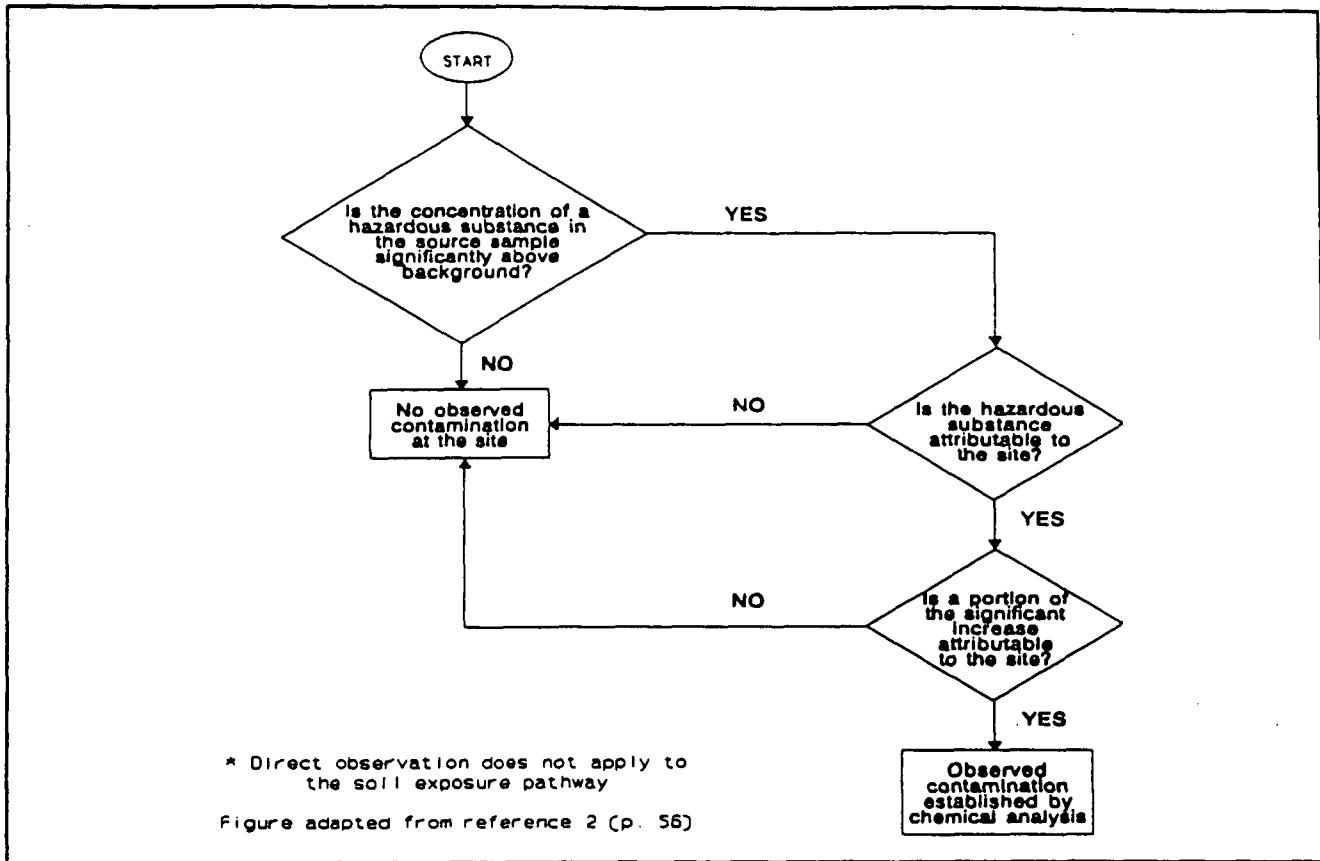 START
Is the concentration of a
hazardous substance in
the source sample
significantly above
background?
YES
NO
No observed
contamination
at the site
NO
Is the hazardous
substance
attributable to
the site?
YES
NO
Is a portion of
the significant
increase
attributable
to the site?
YES
* Direct observation does not apply to
the soil exposure pathway
Figure adapted from reference 2 (p. 56)
Observed
contamination
established by
chemical analysis